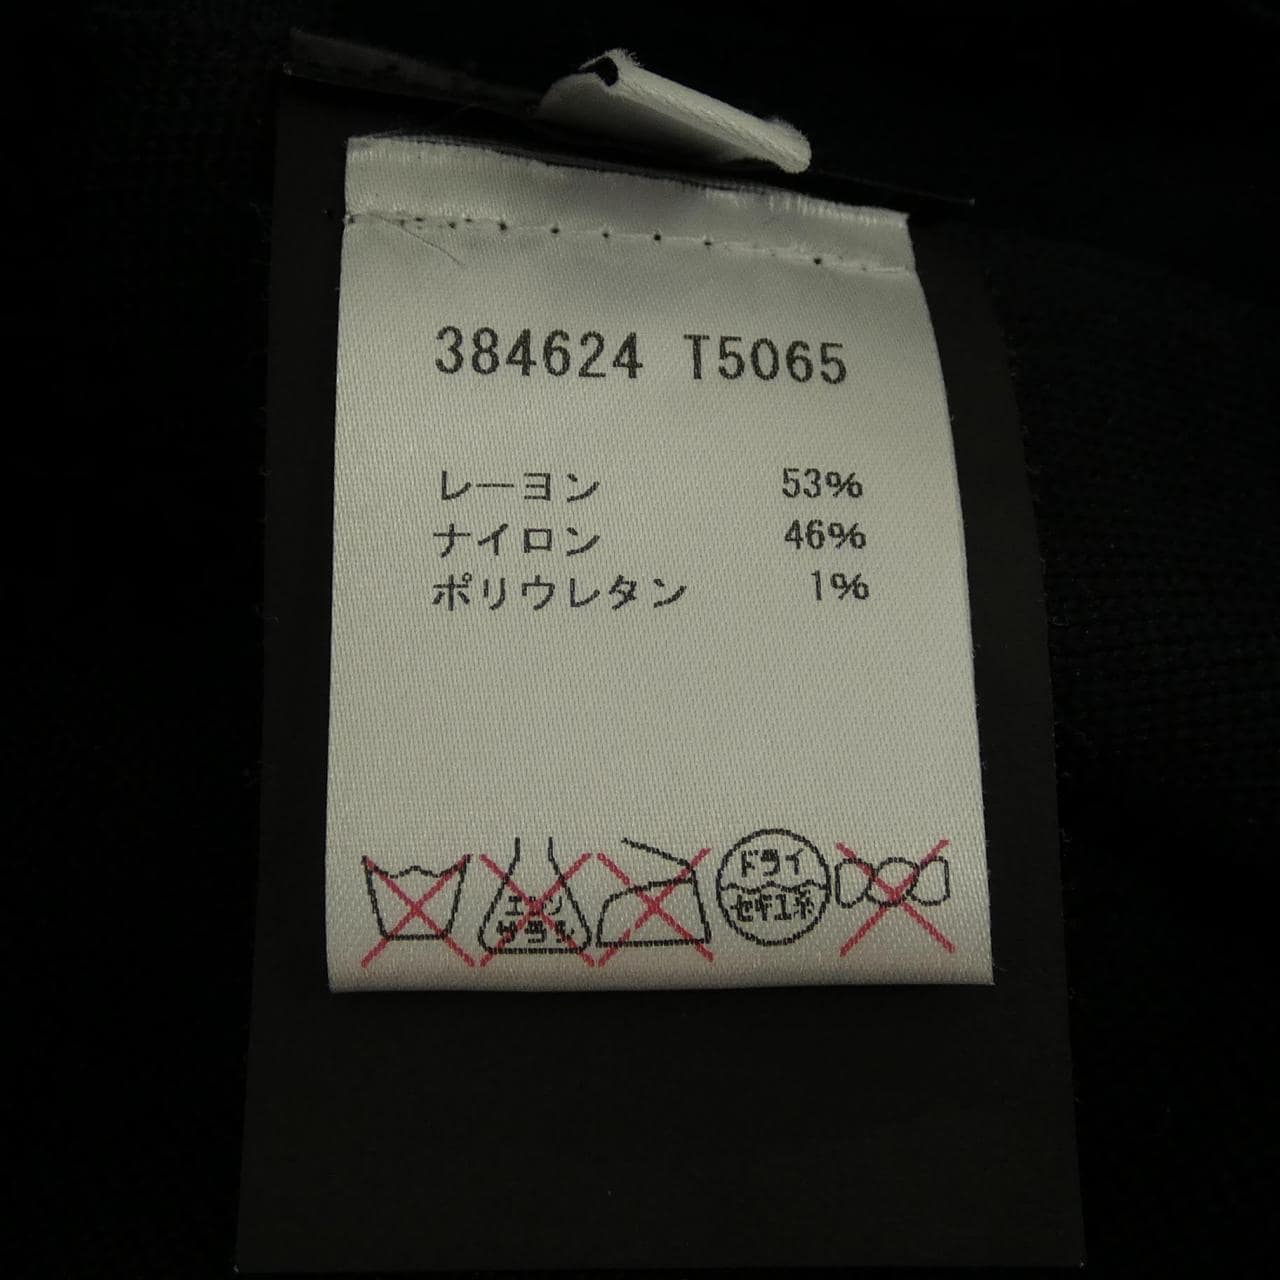 384624 T5065
レーヨン 53%
ナイロン 46%
ポリウレタン 1%
エンソ
サラシ
ドライ
セキユ系